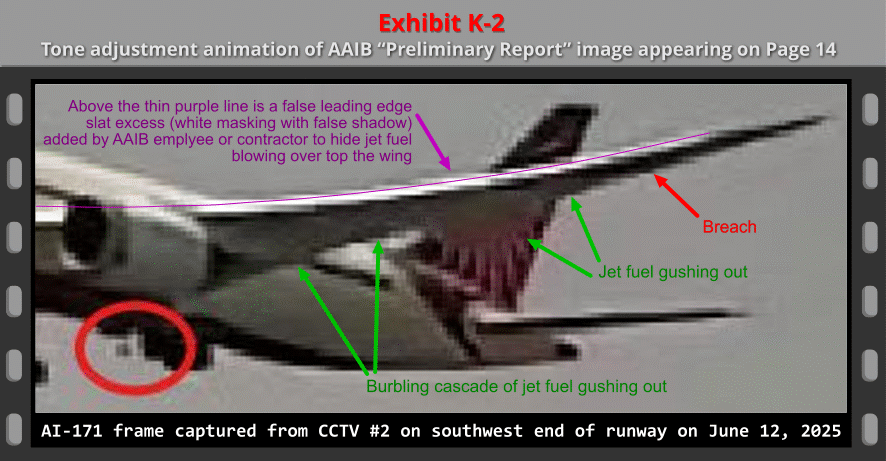 Exhibit K-2
Tone adjustment animation of AAIB “Preliminary Report” image appearing on Page 14
Above the thin purple line is a false leading edge
slat excess (white masking with false shadow)
added by AAIB emplyee or contractor to hide jet fuel
blowing over top the wing
Breach
Jet fuel gushing out
Burbling cascade of jet fuel gushing out
AI-171 frame captured from CCTV #2 on southwest end of runway on June 12, 2025